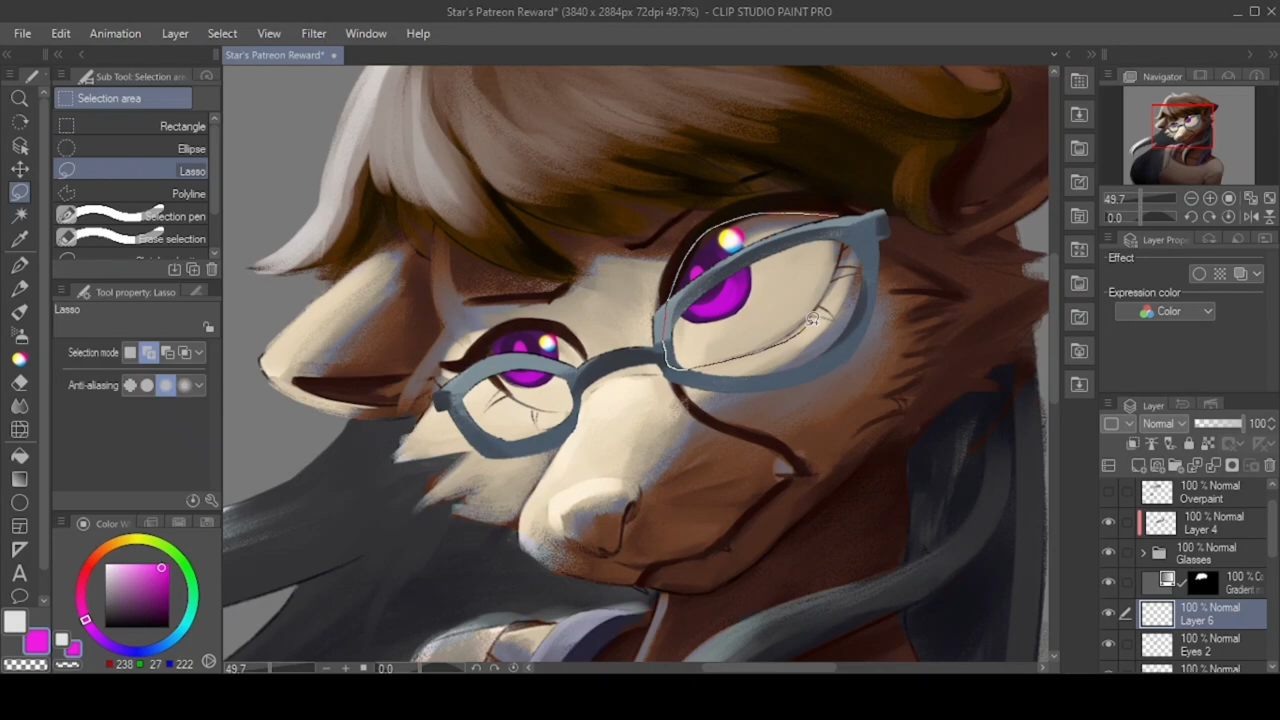 Star's Patreon Reward* (3840 x 2884px 72dpi 49.7%) - CLIP STUDIO PAINT PRO
File Edit Animation Layer Select View Filter Window Help
Star's Patreon Reward*
Sub Tool: Selection are
Navigator
Selection area
Rectangle
Ellipse
Lasso
Polyline
Selection pen
Erase selection
49.7
0.0
Layer Prope
Effect
Tool property: Lasso
Expression color
Lasso
Color
Selection mode
Anti-aliasing
Layer
Normal 100
100 % Normal
Overpaint
100 % Normal
Layer 4
100 % Normal
Glasses
Color W
100 % Co
Gradient m
100 % Normal
Layer 6
100 % Normal
Eyes 2
100 % Normal
238 27 222
49.7 0.0